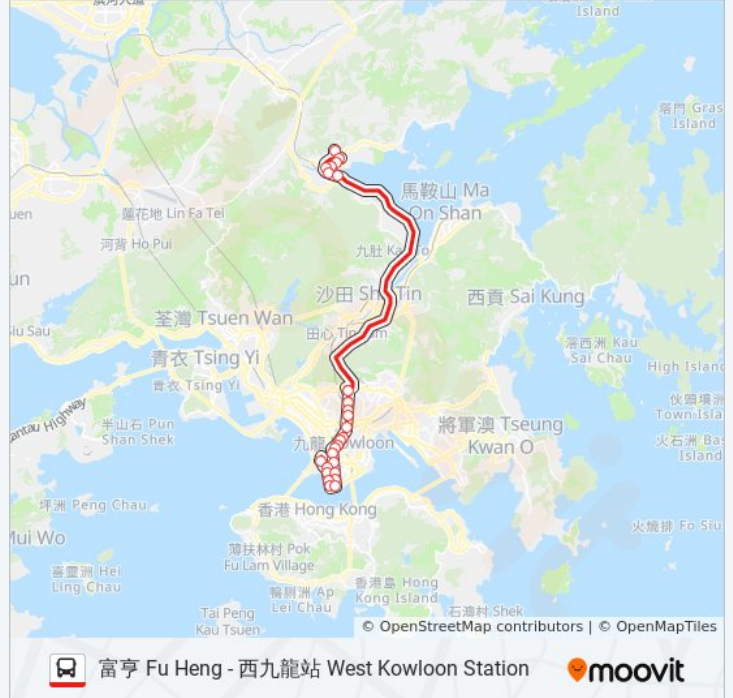 Island
塔門 Grass
Island
馬鞍山 Ma
On Shan
蓮花地 Lin Fa Tei
河背 Ho Pui
九肚 Kau To
沙田 Sha Tin
西貢 Sai Kung
荃灣 Tsuen Wan
田心 Tin Sam
滘西洲 Kau
Sai Chau
青衣 Tsing Yi
High Island
青衣 Tsing Yi
伙頭墳洲
Town Isla
antau Highway
半山石 Pun
Shan Shek
將軍澳 Tseung
Kwan O
九龍 Kowloon
火石洲 Bas
Island
坪洲 Peng Chau
香港 Hong Kong
火燒排 Fo Siu
Mui Wo
薄扶林村 Pok
Fu Lam Village
喜靈洲 Hei
Ling Chau
香港島 Hong
Kong Island
鴨脷洲 Ap
Lei Chau
石澳村 Shek
Tai Peng
Kau Tsuen
© OpenStreetMap contributors | © OpenMapTiles
富亨 Fu Heng - 西九龍站 West Kowloon Station
moovit